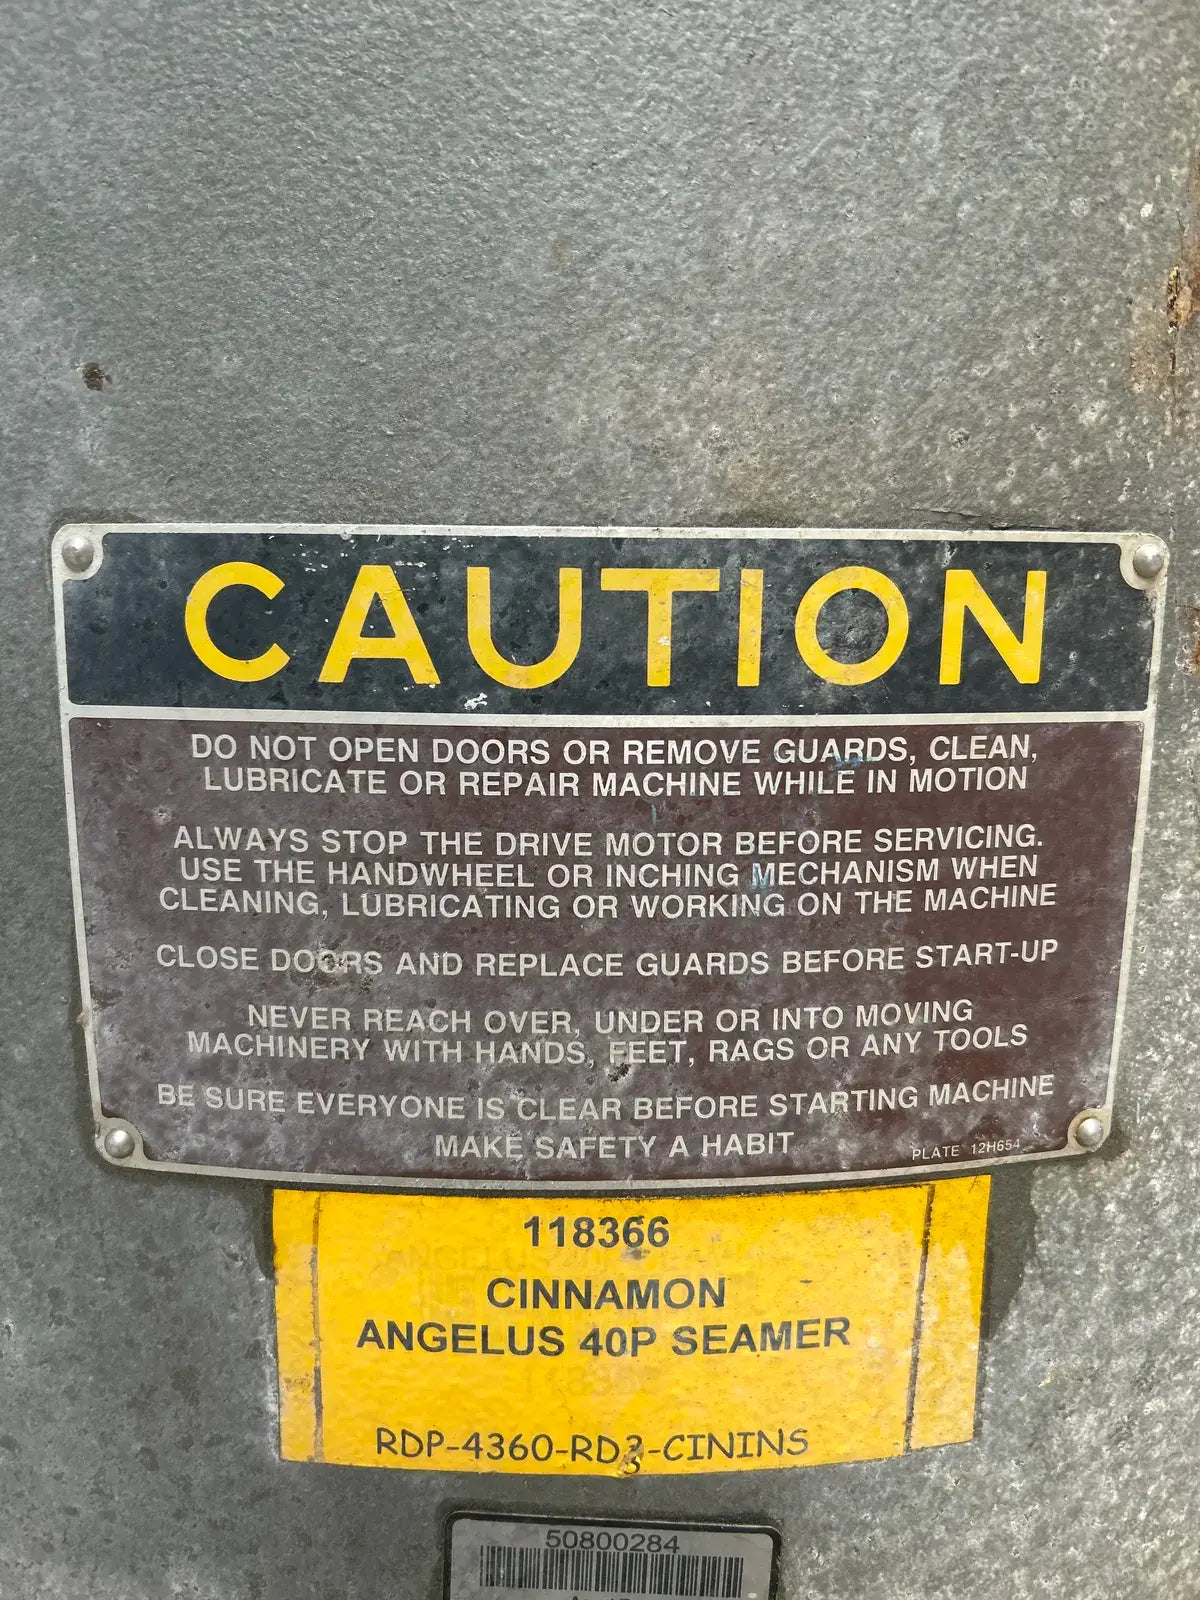 CAUTION
DO NOT OPEN DOORS OR REMOVE GUARDS, CLEAN,
LUBRICATE OR REPAIR MACHINE WHILE IN MOTION
ALWAYS STOP THE DRIVE MOTOR BEFORE SERVICING.
USE THE HANDWHEEL OR INCHING MECHANISM WHEN
CLEANING, LUBRICATING OR WORKING ON THE MACHINE
CLOSE DOORS AND REPLACE GUARDS BEFORE START-UP
NEVER REACH OVER, UNDER OR INTO MOVING
MACHINERY WITH HANDS, FEET, RAGS OR ANY TOOLS
BE SURE EVERYONE IS CLEAR BEFORE STARTING MACHINE
MAKE SAFETY A HABIT
PLATE 12H654
118366
CINNAMON
ANGELUS 40P SEAMER
RDP-4360-RD3-CININS
50800284